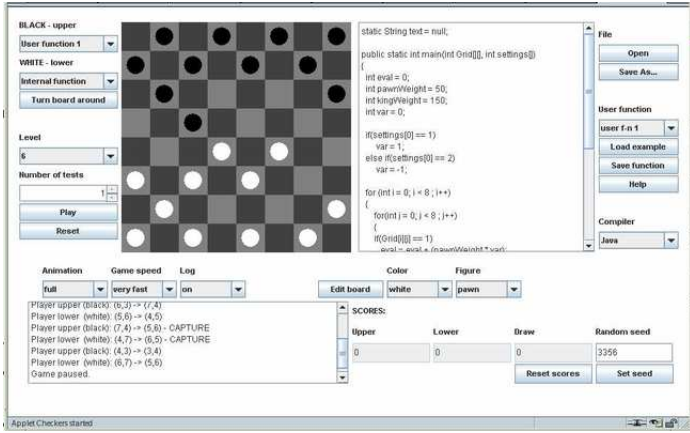 BLACK - upper
User function 1
WHITE - lower
Internal function
Turn board around
Level
6
Number of tests
1
Play
Reset
static String text = null;
public static int main(int Grid[][], int settings[])
{
int eval = 0;
int pawnWeight = 50;
int kingWeight = 150;
int var = 0;
if(settings[0] == 1)
var = 1;
else if(settings[0] == 2)
var = -1;
for (int i = 0; i < 8 ; i++)
{
for(int j = 0; j < 8 ; j++)
{
if(Grid[i][j] == 1)
eval = eval + (pawnWeight * var);
File
Open
Save As...
User function
user f-n 1
Load example
Save function
Help
Compiler
Java
Animation Game speed Log
full very fast on
Edit board
Color Figure
white pawn
Player upper (black): (6,3) -> (7,4)
Player lower (white): (5,6) -> (4,5)
Player upper (black): (7,4) -> (5,6) - CAPTURE
Player lower (white): (4,7) -> (6,5) - CAPTURE
Player upper (black): (4,3) -> (3,4)
Player lower (white): (6,7) -> (5,6)
Game paused.
SCORES:
Upper Lower Draw Random seed
0 0 0 3356
Reset scores Set seed
Applet Checkers started